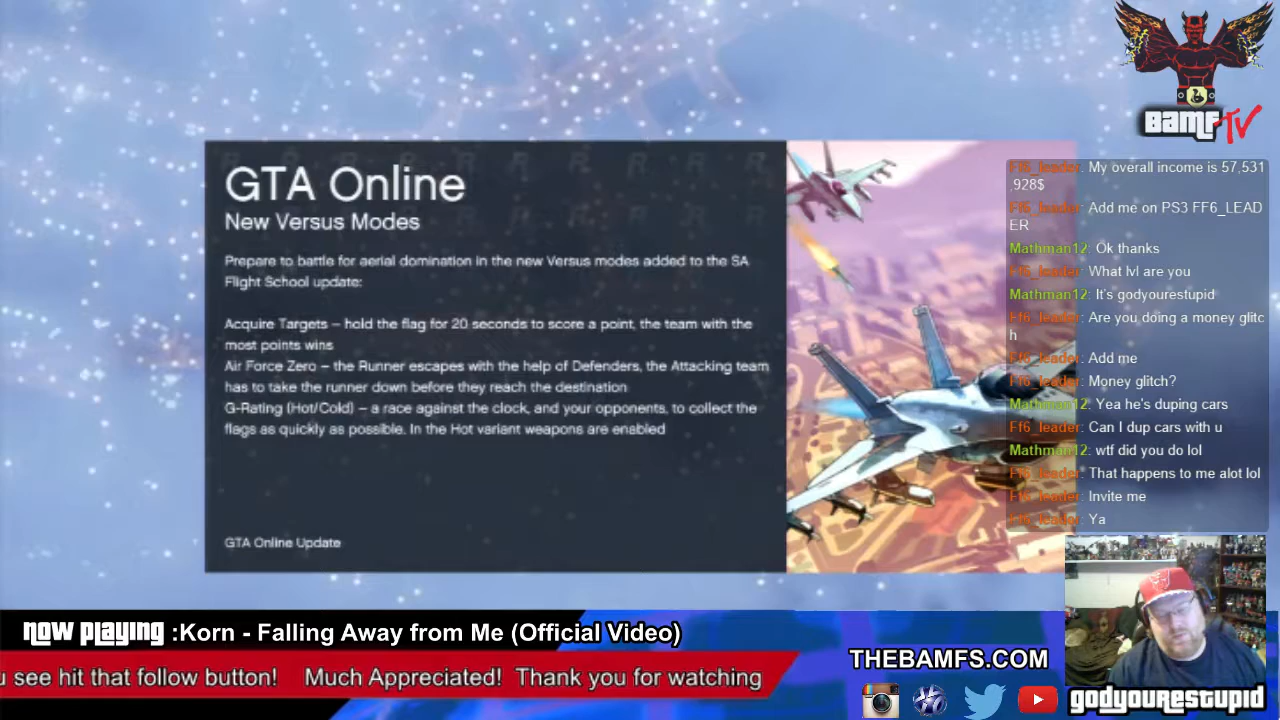 GTA Online
New Versus Modes
Prepare to battle for aerial domination in the new Versus modes added to the SA
Flight School update:
Acquire Targets – hold the flag for 20 seconds to score a point, the team with the
most points wins
Air Force Zero – the Runner escapes with the help of Defenders, the Attacking team
has to take the runner down before they reach the destination
G-Rating (Hot/Cold) – a race against the clock, and your opponents, to collect the
flags as quickly as possible. In the Hot variant weapons are enabled
GTA Online Update
BAMF TV
Ff6_leader: My overall income is 57,531
,928$
Ff6_leader: Add me on PS3 FF6_LEAD
ER
Mathman12: Ok thanks
Ff6_leader: What lvl are you
Mathman12: It's godyourestupid
Ff6_leader: Are you doing a money glitc
h
Ff6_leader: Add me
Ff6_leader: Money glitch?
Mathman12: Yea he's duping cars
Ff6_leader: Can I dup cars with u
Mathman12: wtf did you do lol
Ff6_leader: That happens to me alot lol
Ff6_leader: Invite me
Ff6_leader: Ya
now playing :Korn - Falling Away from Me (Official Video)
u see hit that follow button! Much Appreciated! Thank you for watching
THEBAMFS.COM
godyourestupid